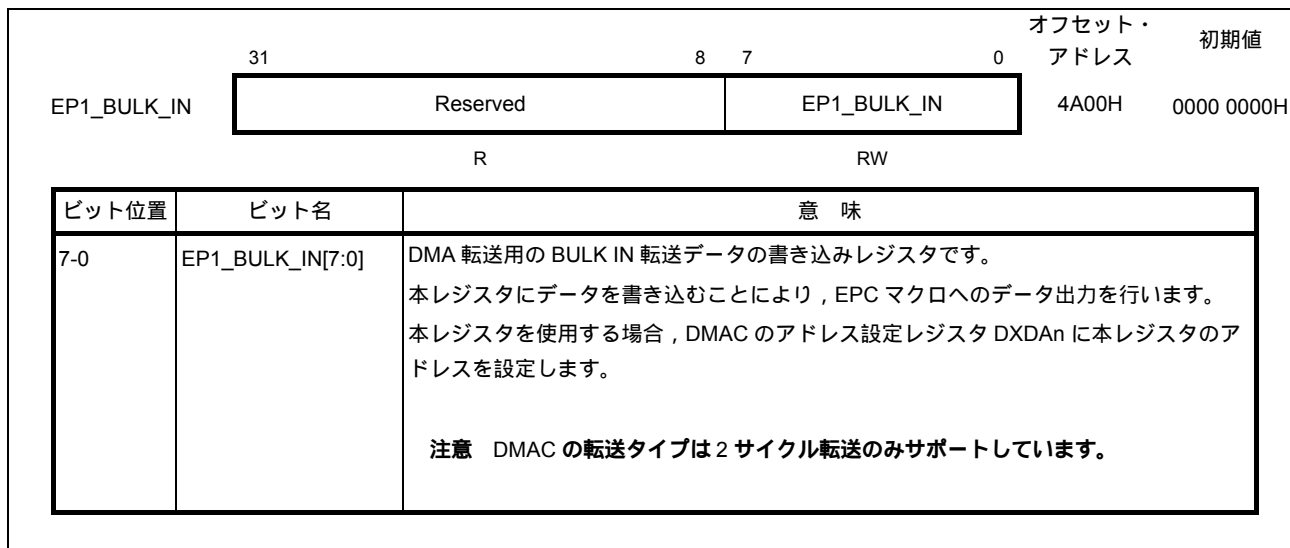 オフセット・ 初期値
31 8 7 0 アドレス
EP1_BULK_IN Reserved EP1_BULK_IN 4A00H 0000 0000H
R RW
ビット位置 ビット名 意 味
7-0 EP1_BULK_IN[7:0] DMA 転送用の BULK IN 転送データの書き込みレジスタです。
本レジスタにデータを書き込むことにより，EPC マクロへのデータ出力を行います。
本レジスタを使用する場合，DMAC のアドレス設定レジスタ DXDAn に本レジスタのア
ドレスを設定します。
注意 DMAC の転送タイプは 2 サイクル転送のみサポートしています。